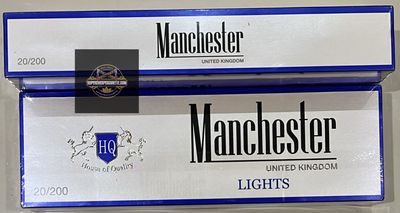 Manchester
UNITED KINGDOM
20/200
Manchester
UNITED KINGDOM
LIGHTS
HQ
House of Quality
20/200